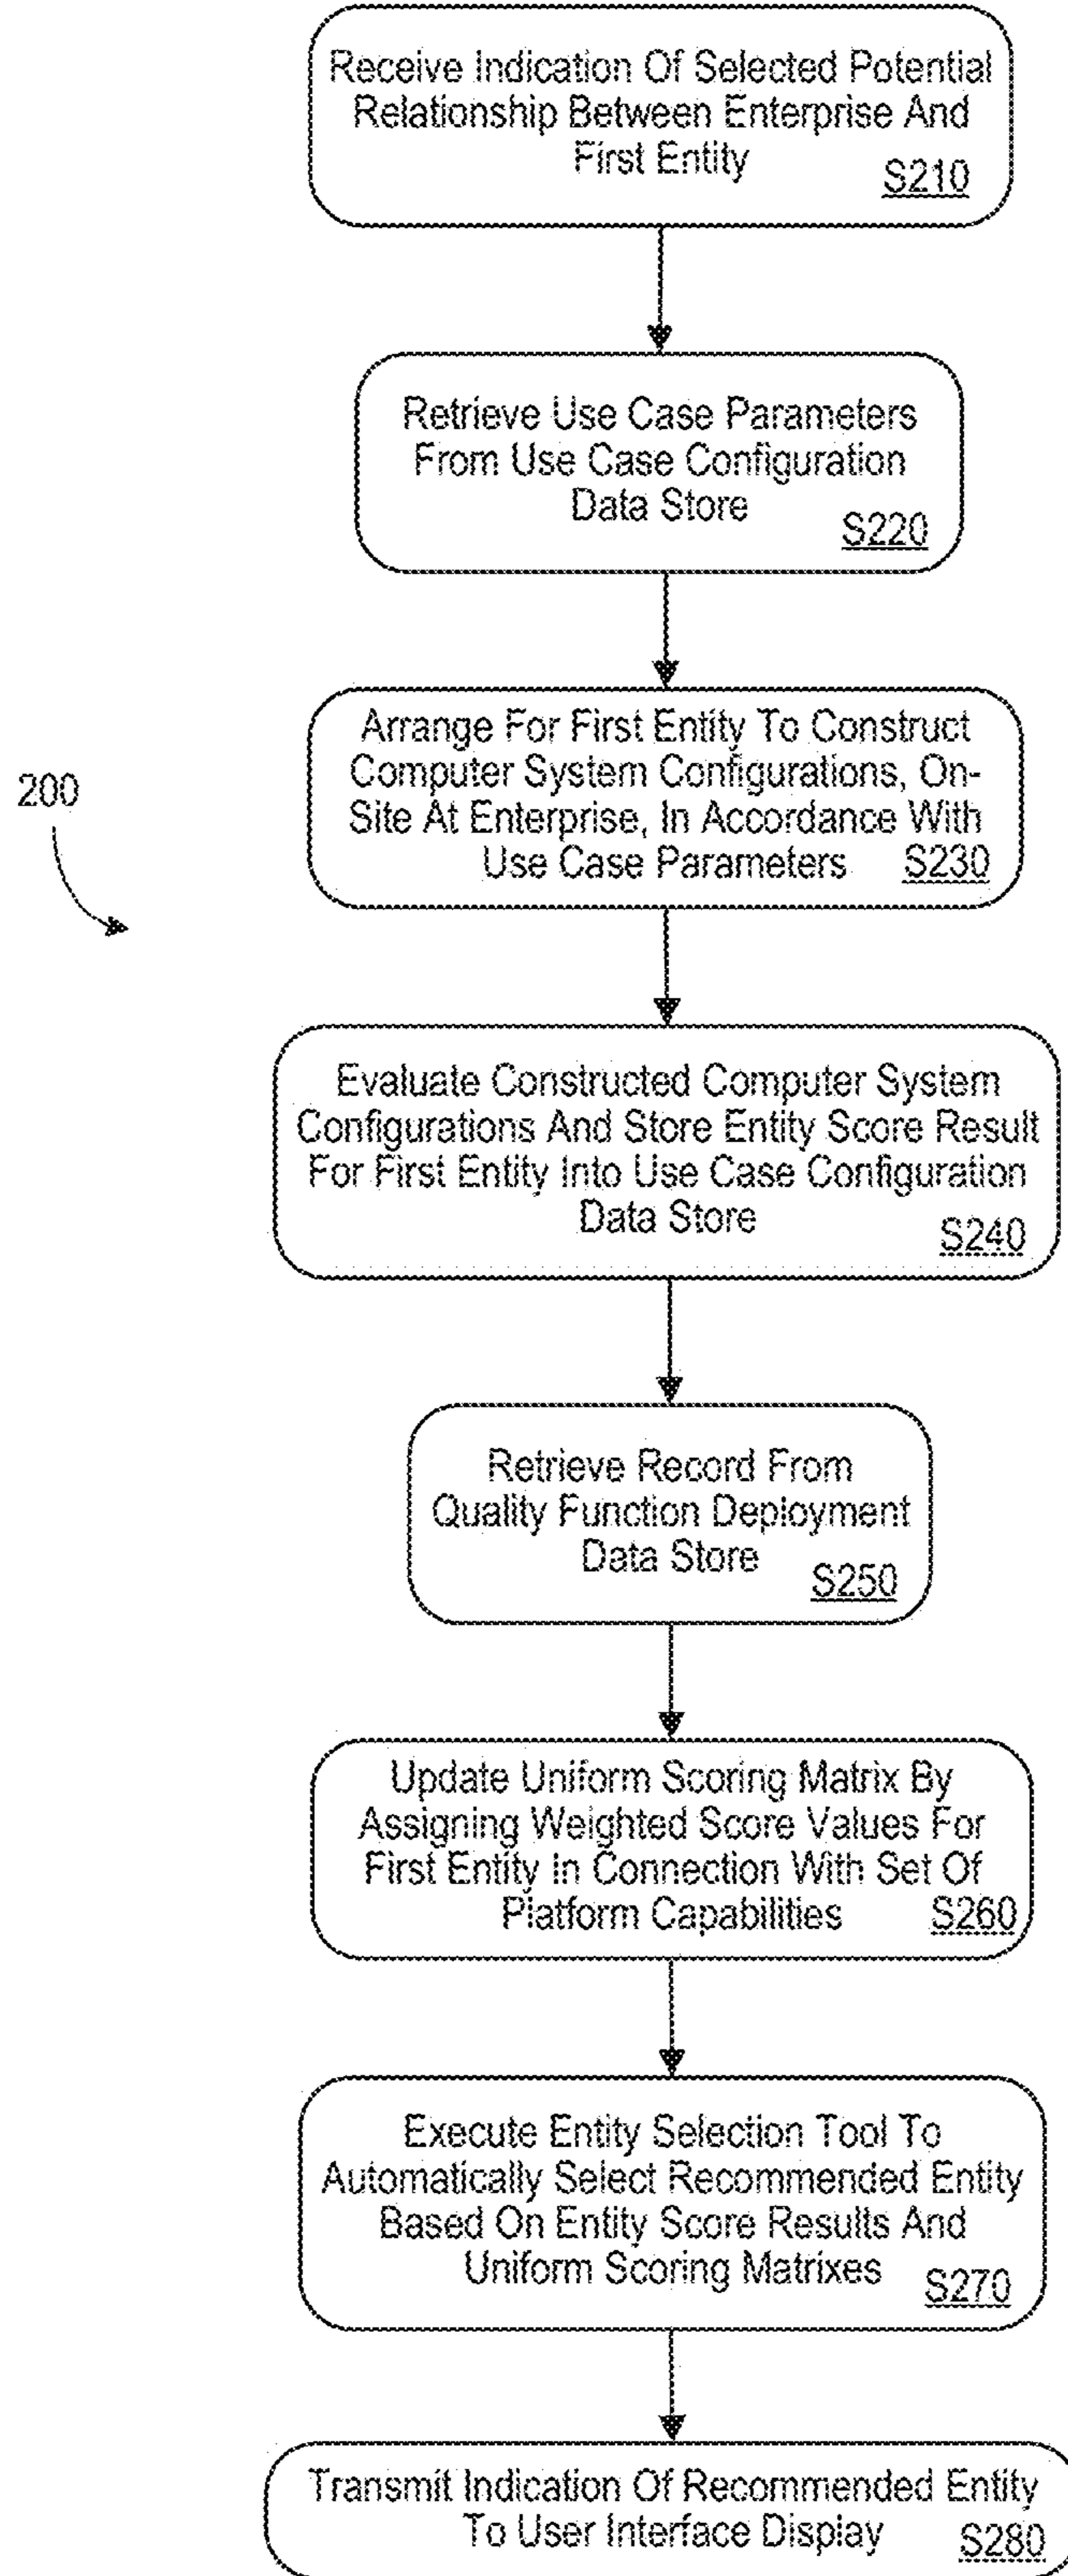 Receive Indication Of Selected Potential
Relationship Between Enterprise And
First Entity
S210
Retrieve Use Case Parameters
From Use Case Configuration
Data Store
S220
200
Arrange For First Entity To Construct
Computer System Configurations, On-
Site At Enterprise, In Accordance With
Use Case Parameters S230
Evaluate Constructed Computer System
Configurations And Store Entity Score Result
For First Entity Into Use Case Configuration
Data Store
S240
Retrieve Record From
Quality Function Deployment
Data Store
S250
Update Uniform Scoring Matrix By
Assigning Weighted Score Values For
First Entity In Connection With Set Of
Platform Capabilities S260
Execute Entity Selection Tool To
Automatically Select Recommended Entity
Based On Entity Score Results And
Uniform Scoring Matrixes
S270
Transmit Indication Of Recommended Entity
To User Interface Display S280